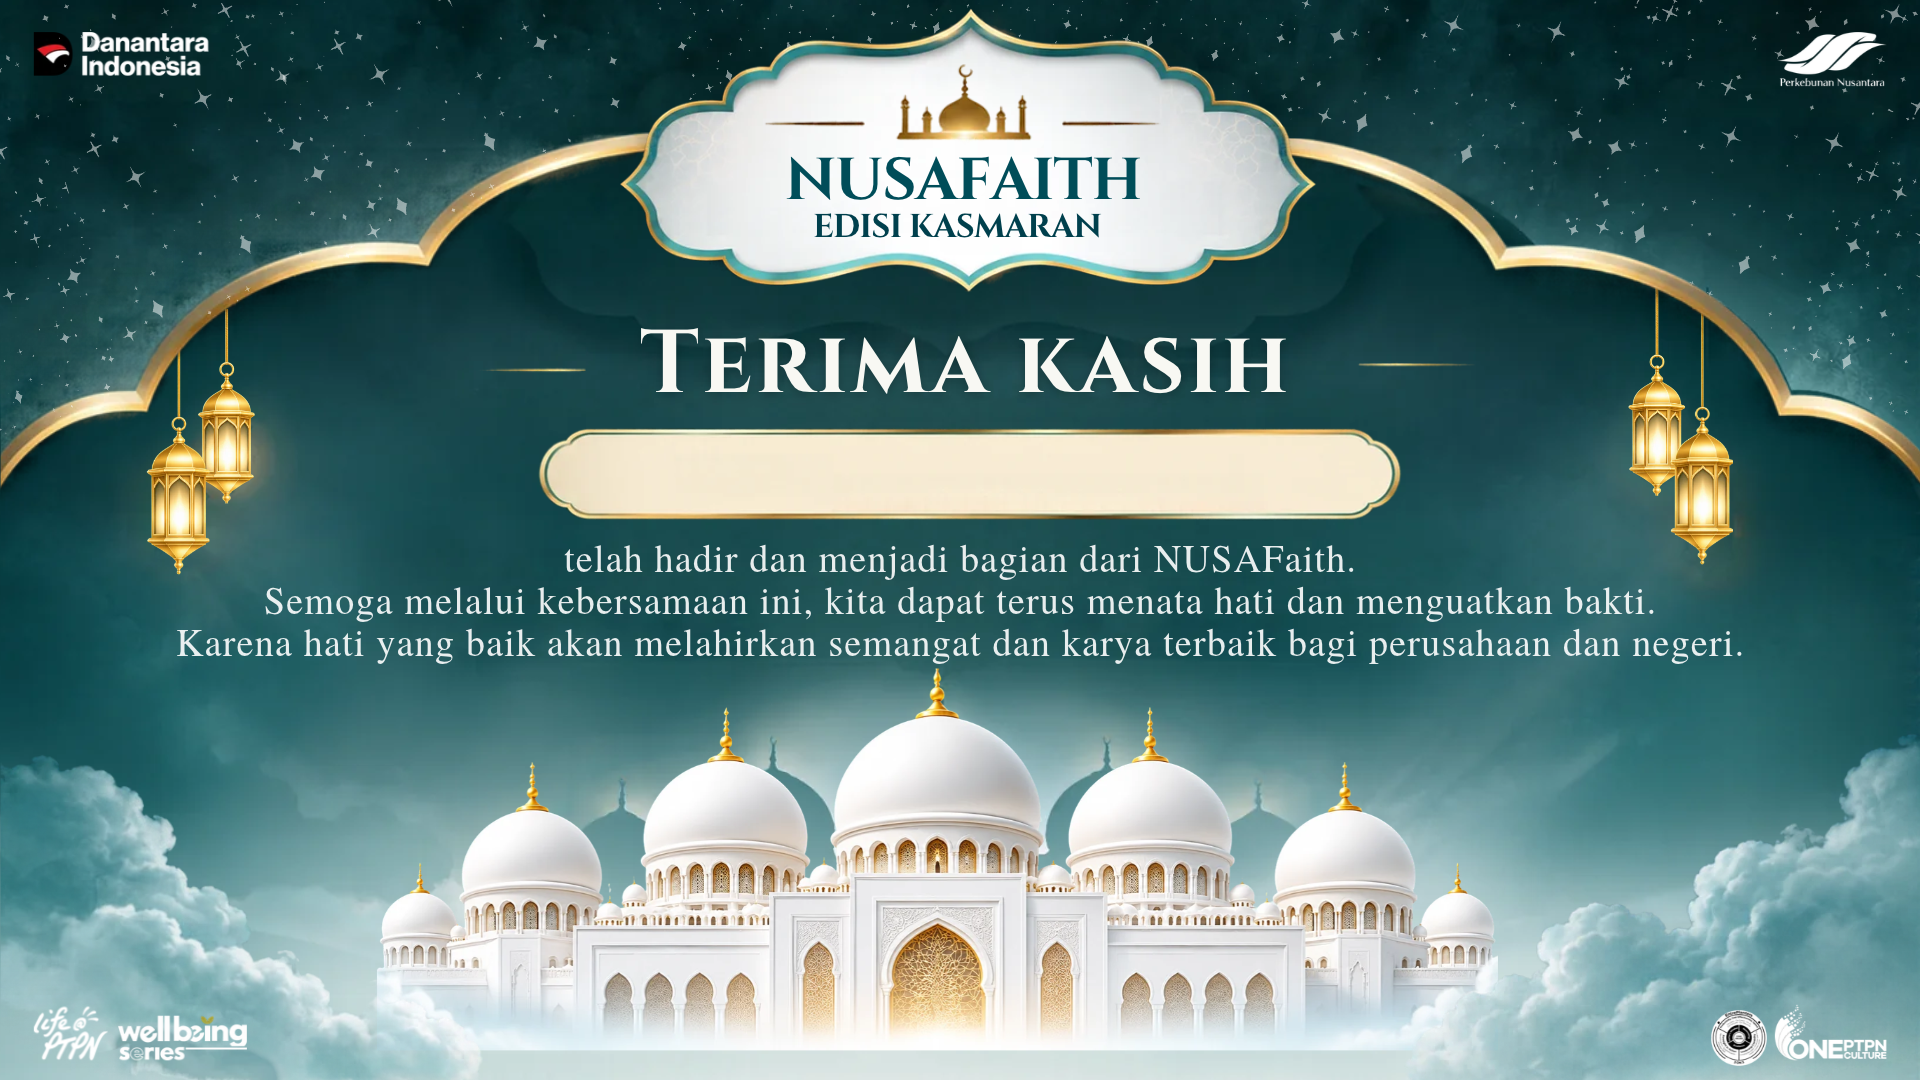 Danantara
Indonesia
Perkebunan Nusantara
NUSAFAITH
EDISI KASMARAN
TERIMA KASIH
telah hadir dan menjadi bagian dari NUSAFaith.
Semoga melalui kebersamaan ini, kita dapat terus menata hati dan menguatkan bakti.
Karena hati yang baik akan melahirkan semangat dan karya terbaik bagi perusahaan dan negeri.
life@
PTPN
wellbeing
series
ONEPTPN
CULTURE